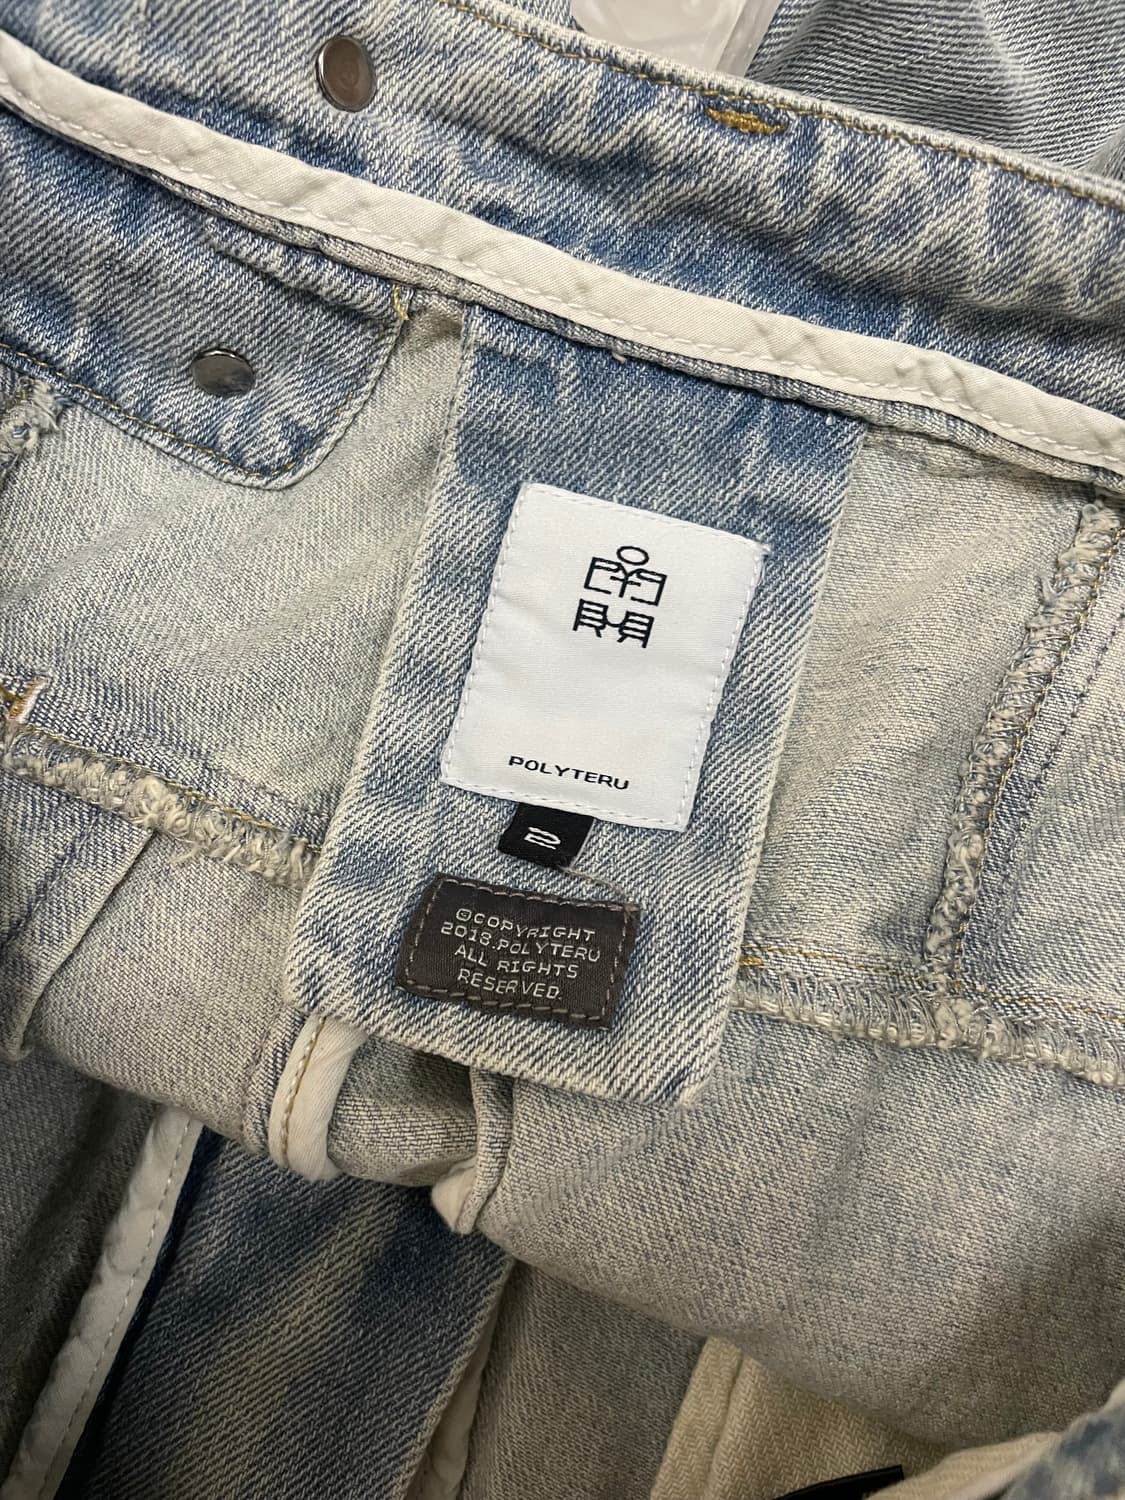 POLYTERU
2
©COPYRIGHT
2018.POLYTERU
ALL RIGHTS
RESERVED.